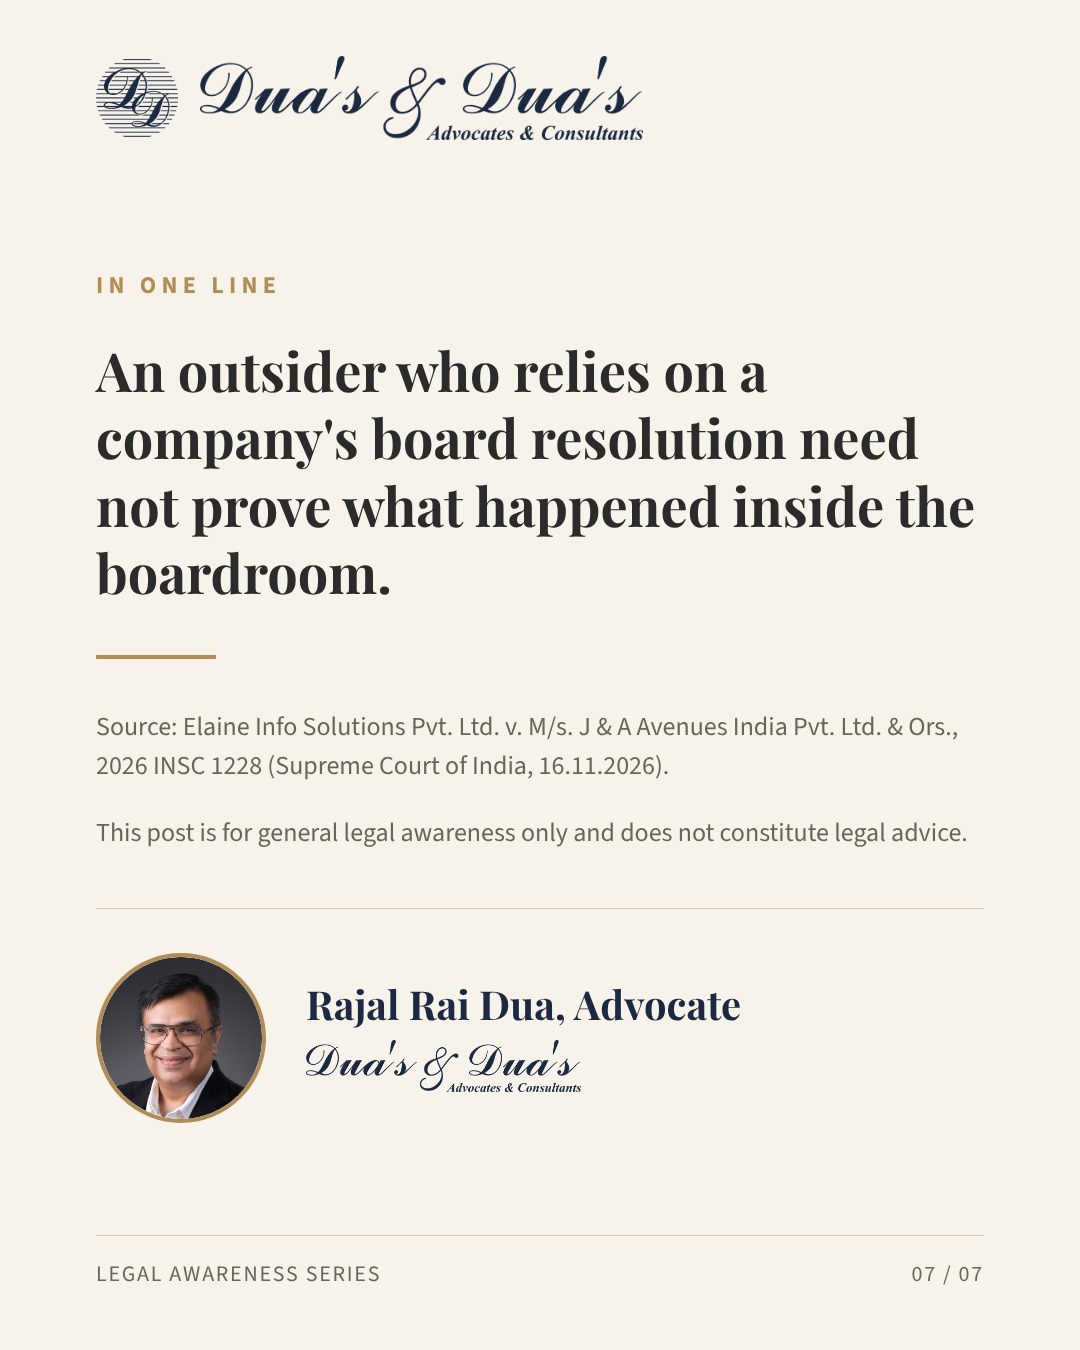 DD Dua's & Dua's
Advocates & Consultants
IN ONE LINE
An outsider who relies on a
company's board resolution need
not prove what happened inside the
boardroom.
Source: Elaine Info Solutions Pvt. Ltd. v. M/s. J & A Avenues India Pvt. Ltd. & Ors.,
2026 INSC 1228 (Supreme Court of India, 16.11.2026).
This post is for general legal awareness only and does not constitute legal advice.
Rajal Rai Dua, Advocate
Dua's & Dua's
Advocates & Consultants
LEGAL AWARENESS SERIES
07 / 07